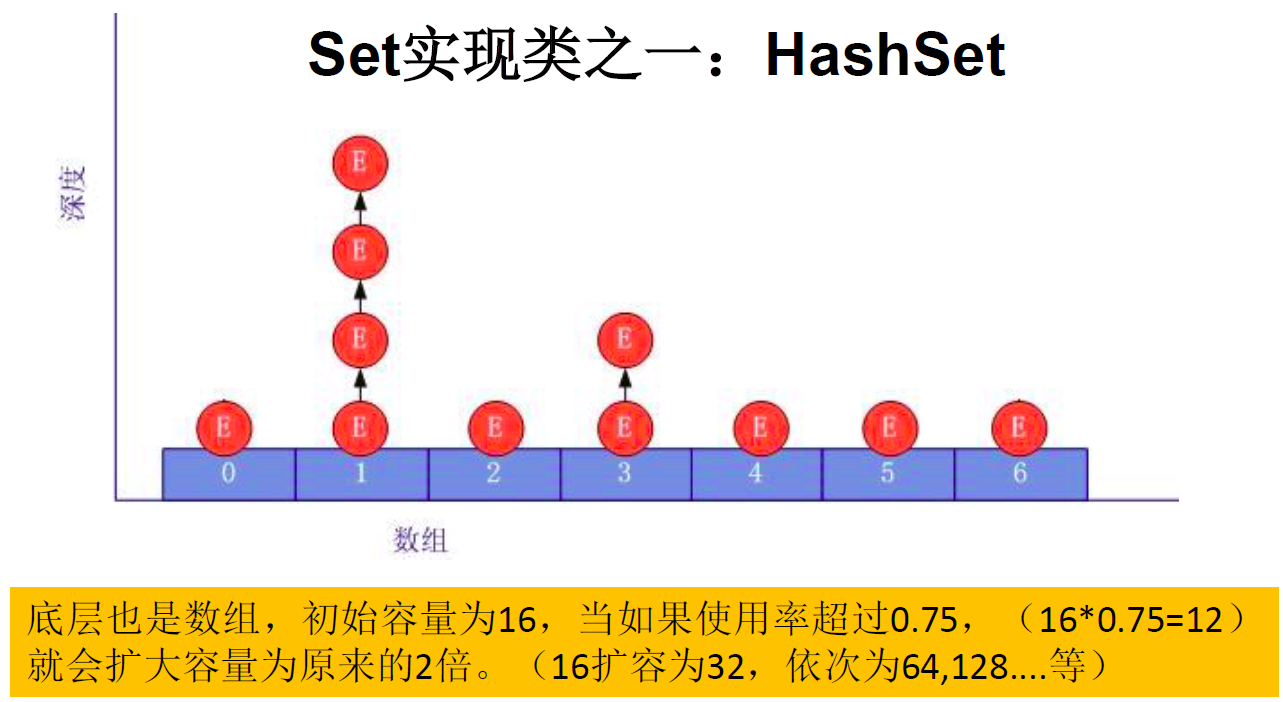 Set实现类之一：HashSet
深度
E
E
E
E
E
E E E E E E
0 1 2 3 4 5 6
数组
底层也是数组，初始容量为16，当如果使用率超过0.75，（16*0.75=12）
就会扩大容量为原来的2倍。（16扩容为32，依次为64,128....等）